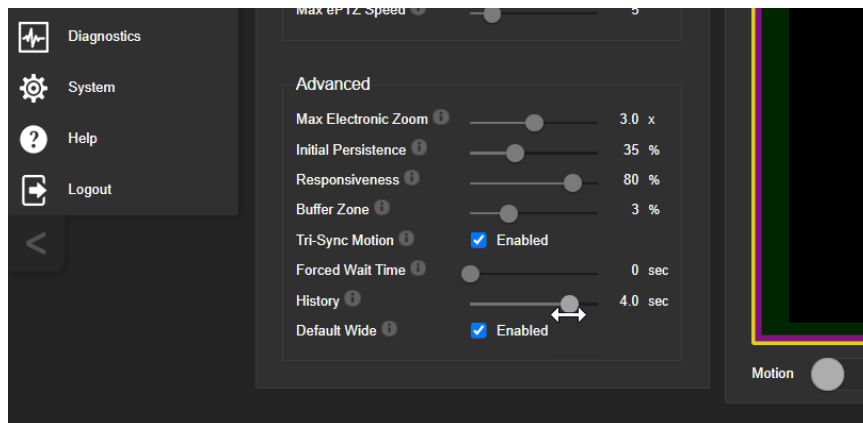 Max ePTZ Speed 5
Diagnostics
System
Help
Logout
Advanced
Max Electronic Zoom 3.0 x
Initial Persistence 35 %
Responsiveness 80 %
Buffer Zone 3 %
Tri-Sync Motion Enabled
Forced Wait Time 0 sec
History 4.0 sec
Default Wide Enabled
Motion